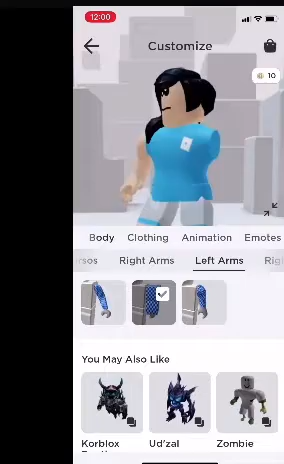 12:00
Customize
10
Body Clothing Animation Emotes
rsos Right Arms Left Arms Rig
You May Also Like
Korblox Ud'zal Zombie